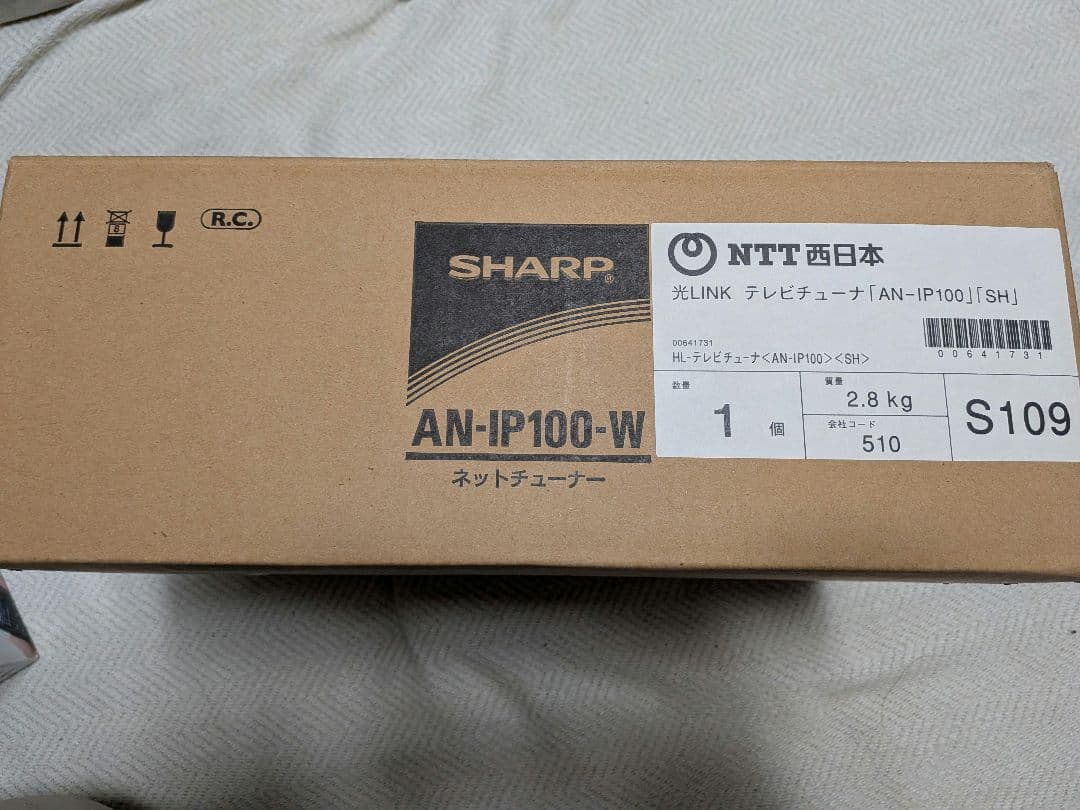 R.C.
SHARP®
AN-IP100-W
ネットチューナー
NTT西日本
光LINK テレビチューナ「AN-IP100」「SH」
00641731
00641731
HL-テレビチューナ<AN-IP100><SH>
数量
1 個
質量
2.8 kg
会社コード
510
S109
8